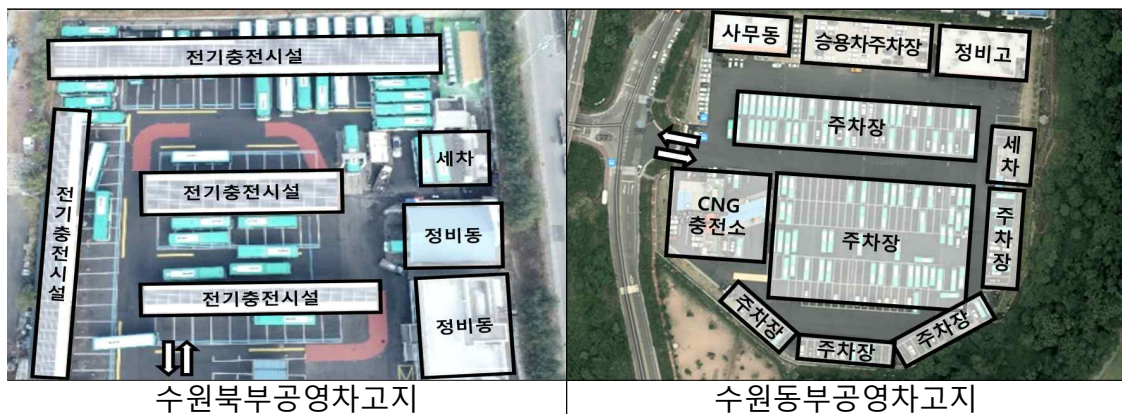 전기충전시설
전기충전시설
전기충전시설
전기충전시설
세차
정비동
정비동
수원북부공영차고지
사무동
승용차주차장
정비고
주차장
세차
CNG
충전소
주차장
주차장
주차장
주차장
주차장
수원동부공영차고지